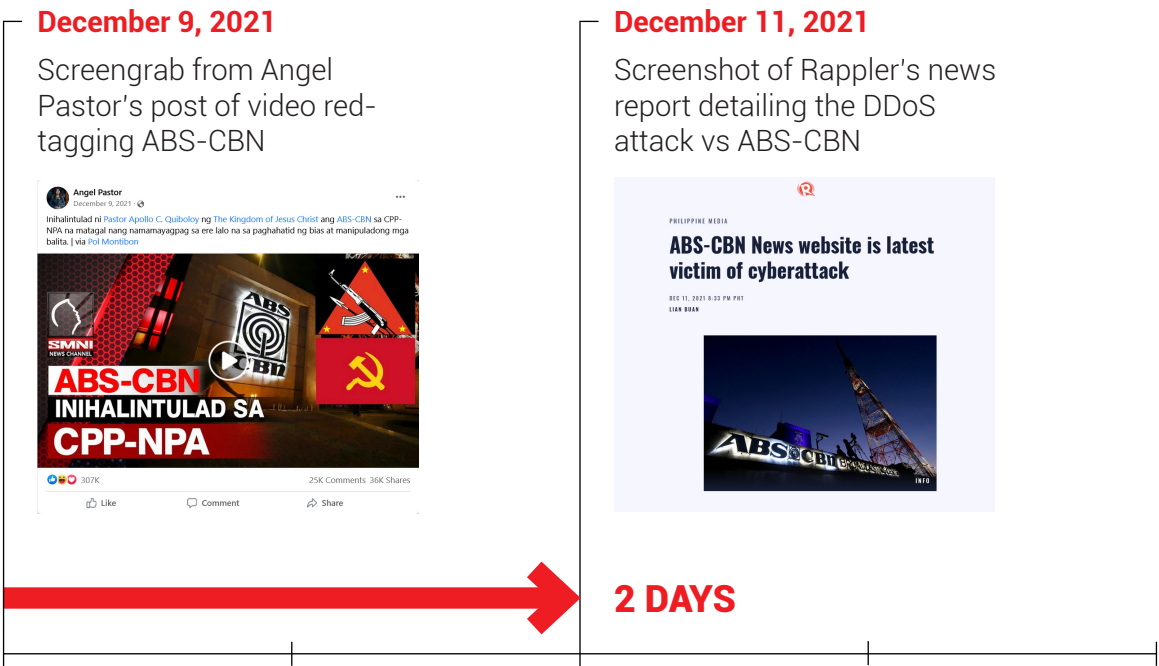 December 9, 2021
Screengrab from Angel
Pastor's post of video red-
tagging ABS-CBN
Angel Pastor
December 9, 2021 ·
Inihalintulad ni Pastor Apollo C. Quiboloy ng The Kingdom of Jesus Christ ang ABS-CBN sa CPP-
NPA na matagal nang namamayagpag sa ere lalo na sa paghahatid ng bias at manipuladong mga
balita. | via Pol Montibon
ABS
CBN
SMNI
NEWS CHANNEL
ABS-CBN
INIHALINTULAD SA
CPP-NPA
307K
25K Comments 36K Shares
Like
Comment
Share
December 11, 2021
Screenshot of Rappler's news
report detailing the DDoS
attack vs ABS-CBN
R
PHILIPPINE MEDIA
ABS-CBN News website is latest
victim of cyberattack
DEC 11, 2021 8:33 PM PHT
LIAN BUAN
ABS CBN
INFO
2 DAYS